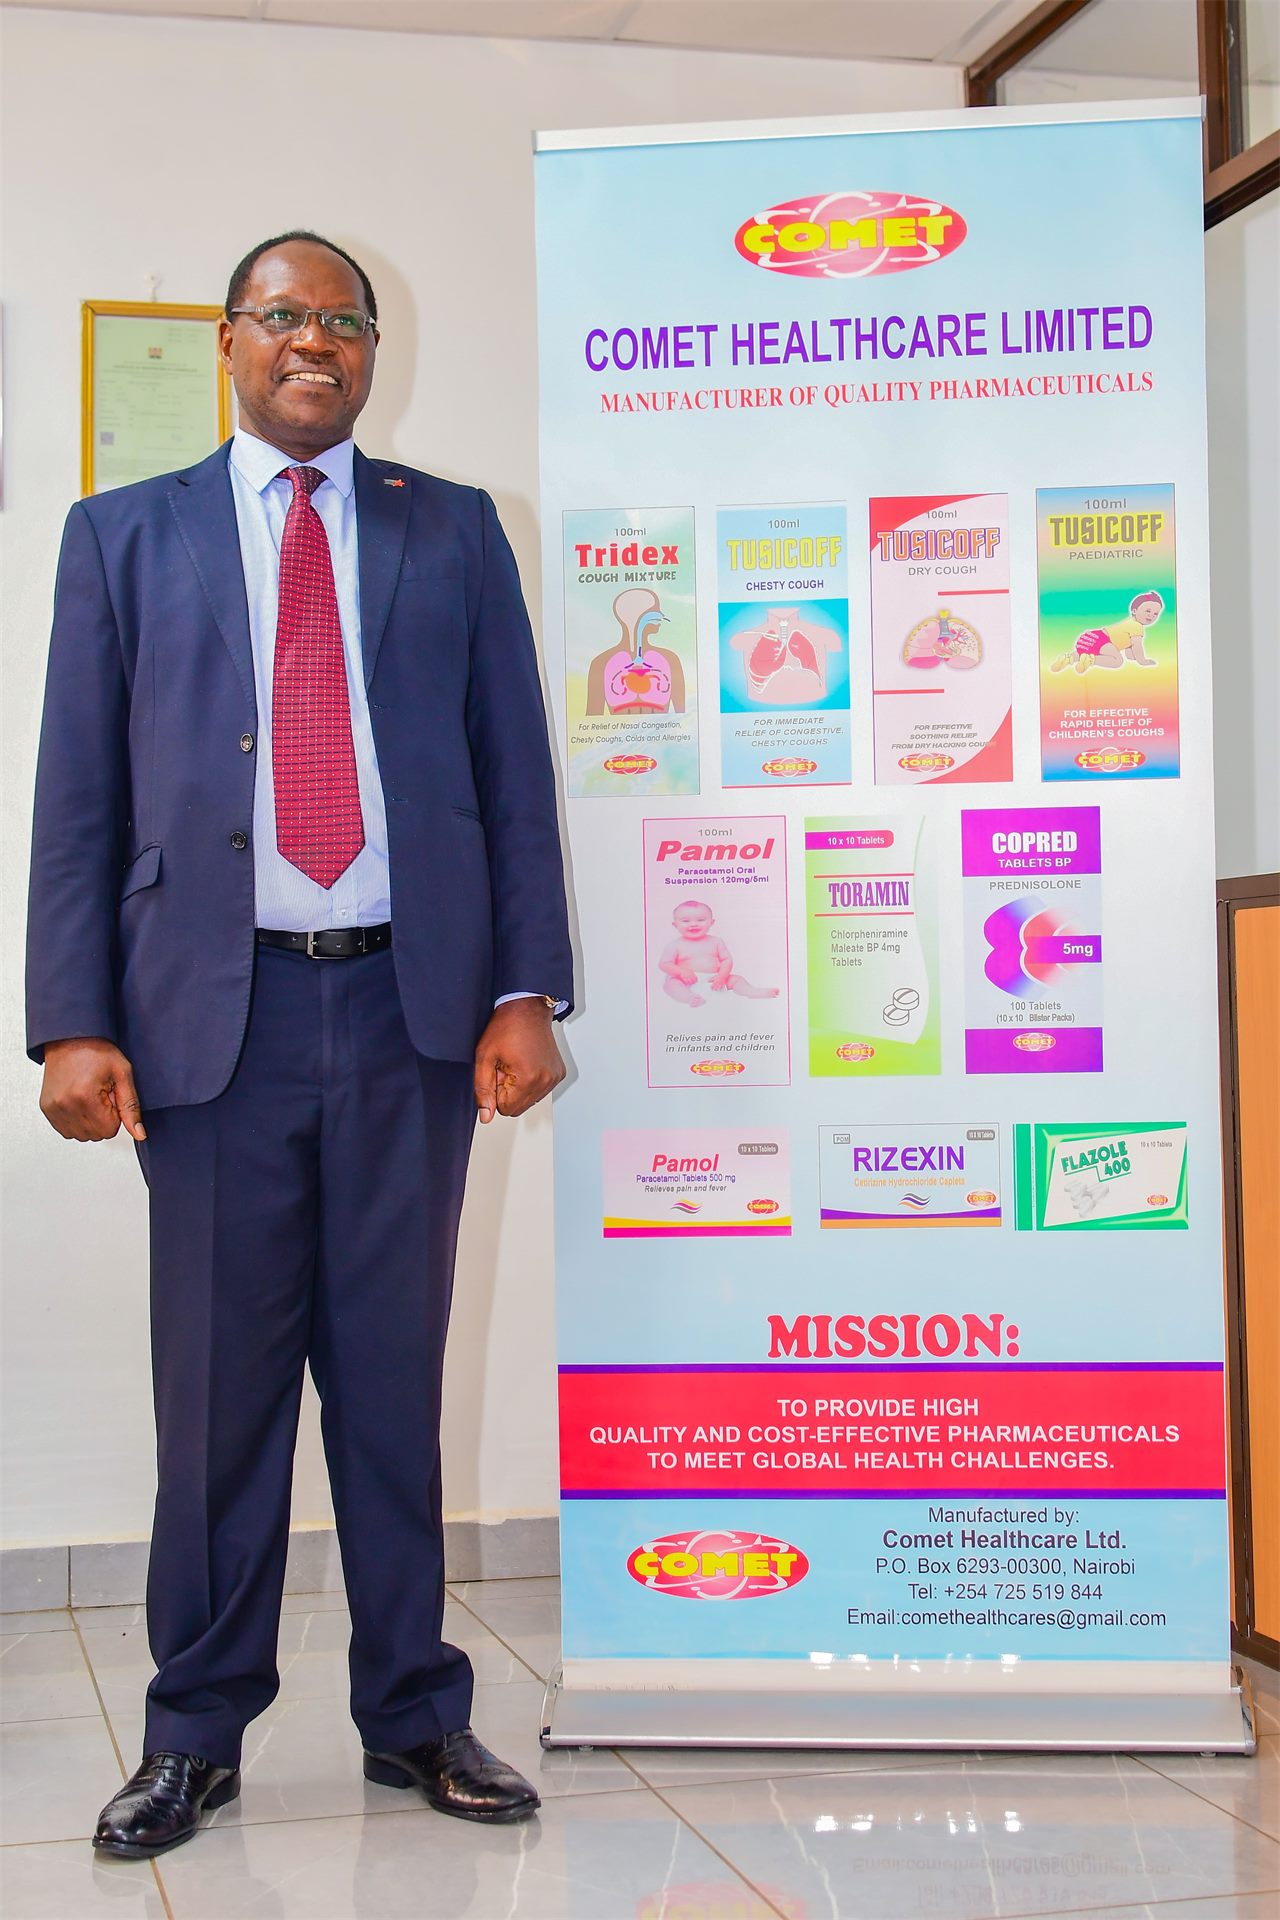 COMET
COMET HEALTHCARE LIMITED
MANUFACTURER OF QUALITY PHARMACEUTICALS
100ml
Tridex
COUGH MIXTURE
For Relief of Nasal Congestion,
Chesty Coughs, Colds and Allergies
COMET
100ml
TUSICOFF
CHESTY COUGH
FOR IMMEDIATE
RELIEF OF CONGESTIVE,
CHESTY COUGHS
COMET
100ml
TUSICOFF
DRY COUGH
FOR EFFECTIVE
SOOTHING RELIEF
FROM DRY HACKING COUGH
COMET
100ml
TUSICOFF
PAEDIATRIC
FOR EFFECTIVE
RAPID RELIEF OF
CHILDREN'S COUGHS
COMET
100ml
Pamol
Paracetamol Oral
Suspension 120mg/5ml
Relives pain and fever
in infants and children
COMET
10 x 10 Tablets
TORAMIN
Chlorpheniramine
Maleate BP 4mg
Tablets
COMET
COPRED
TABLETS BP
PREDNISOLONE
5mg
100 Tablets
(10 x 10 Blister Packs)
COMET
10 x 10 Tablets
Pamol
Paracetamol Tablets 500 mg
Relieves pain and fever
COMET
POM
10 X 10 Tablets
RIZEXIN
Cetirizine Hydrochloride Caplets
COMET
FLAZOLE
400
10 x 10 Tablets
COMET
MISSION:
TO PROVIDE HIGH
QUALITY AND COST-EFFECTIVE PHARMACEUTICALS
TO MEET GLOBAL HEALTH CHALLENGES.
COMET
Manufactured by:
Comet Healthcare Ltd.
P.O. Box 6293-00300, Nairobi
Tel: +254 725 519 844
Email:comethealthcares@gmail.com